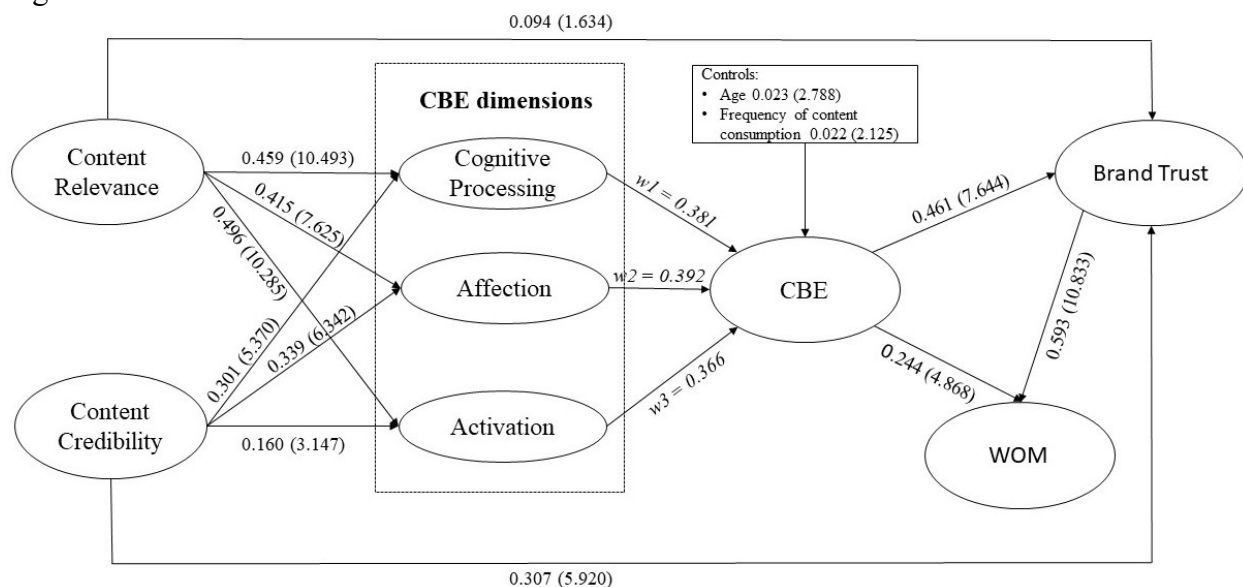 0.094 (1.634)
Controls:
• Age 0.023 (2.788)
• Frequency of content
consumption 0.022 (2.125)
CBE dimensions
Content
Relevance
0.459 (10.493)
0.415 (7.625)
0.496 (10.285)
Cognitive
Processing
w1 = 0.381
0.461 (7.644)
Brand Trust
Affection
w2 = 0.392
CBE
0.593 (10.833)
0.301 (5.370)
0.339 (6.342)
w3 = 0.366
0.244 (4.868)
Content
Credibility
0.160 (3.147)
Activation
WOM
0.307 (5.920)